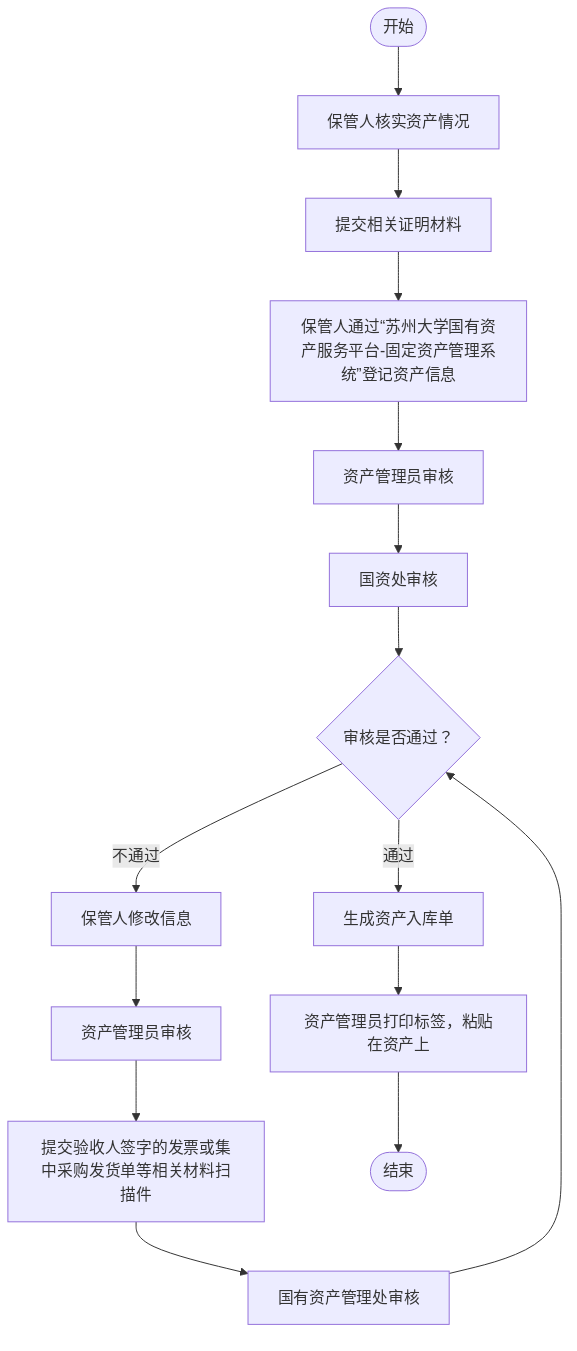 开始
保管人核实资产情况
提交相关证明材料
保管人通过“苏州大学国有资
产服务平台-固定资产管理系
统”登记资产信息
资产管理员审核
国资处审核
审核是否通过？
不通过
通过
保管人修改信息
生成资产入库单
资产管理员审核
资产管理员打印标签，粘贴
在资产上
提交验收人签字的发票或集
中采购发货单等相关材料扫
描件
结束
国有资产管理处审核